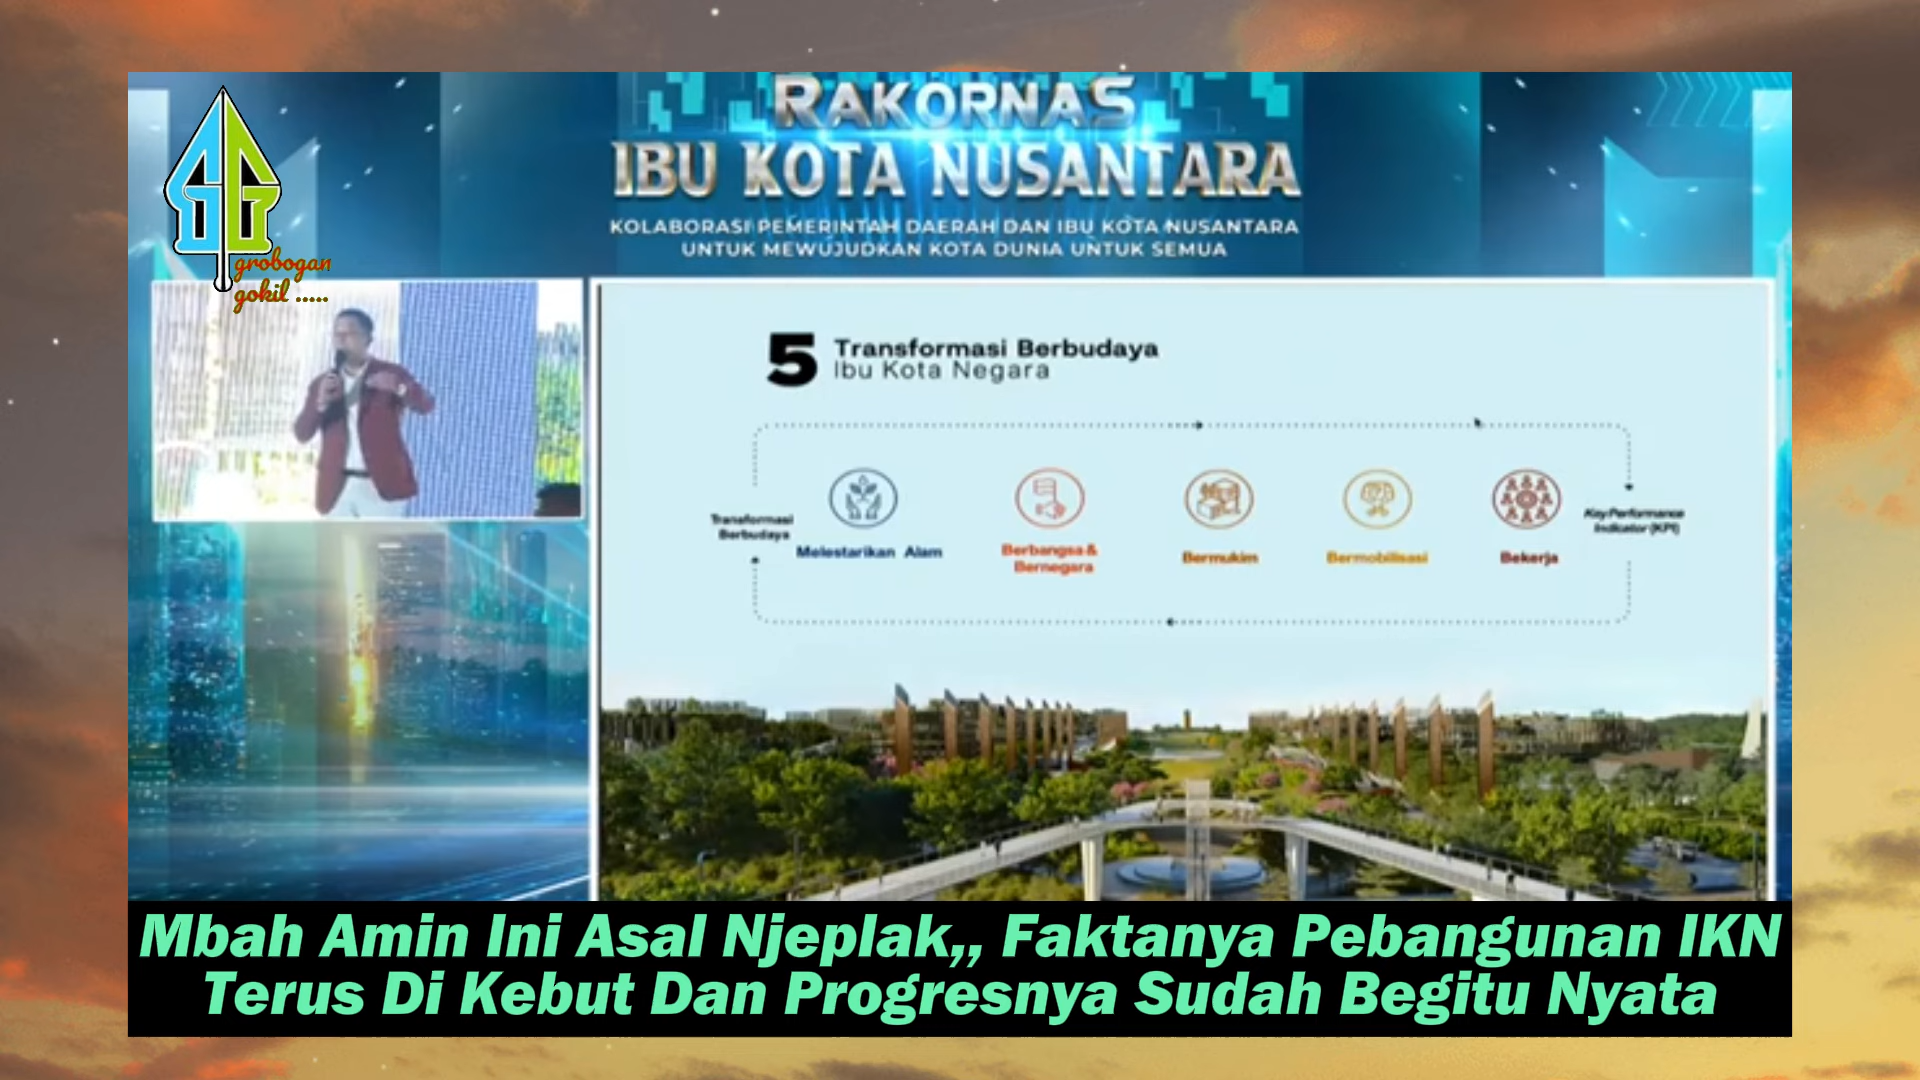 RAKORNAS
IBU KOTA NUSANTARA
KOLABORASI PEMERINTAH DAERAH DAN IBU KOTA NUSANTARA
UNTUK MEWUJUDKAN KOTA DUNIA UNTUK SEMUA
GG
grobogan
gokil .....
5
Transformasi Berbudaya
Ibu Kota Negara
Transformasi
Berbudaya
Melestarikan Alam
Berbangsa &
Bernegara
Bermukim
Bermobilisasi
Bekerja
Key Performance
Indicator (KPI)
Mbah Amin Ini Asal Njeplak,, Faktanya Pebangunan IKN
Terus Di Kebut Dan Progresnya Sudah Begitu Nyata